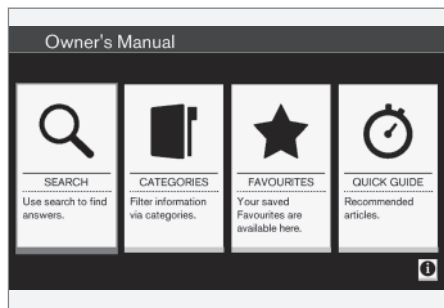 Owner's Manual
SEARCH
Use search to find
answers.
CATEGORIES
Filter information
via categories.
FAVOURITES
Your saved
Favourites are
available here.
QUICK GUIDE
Recommended
articles.
i